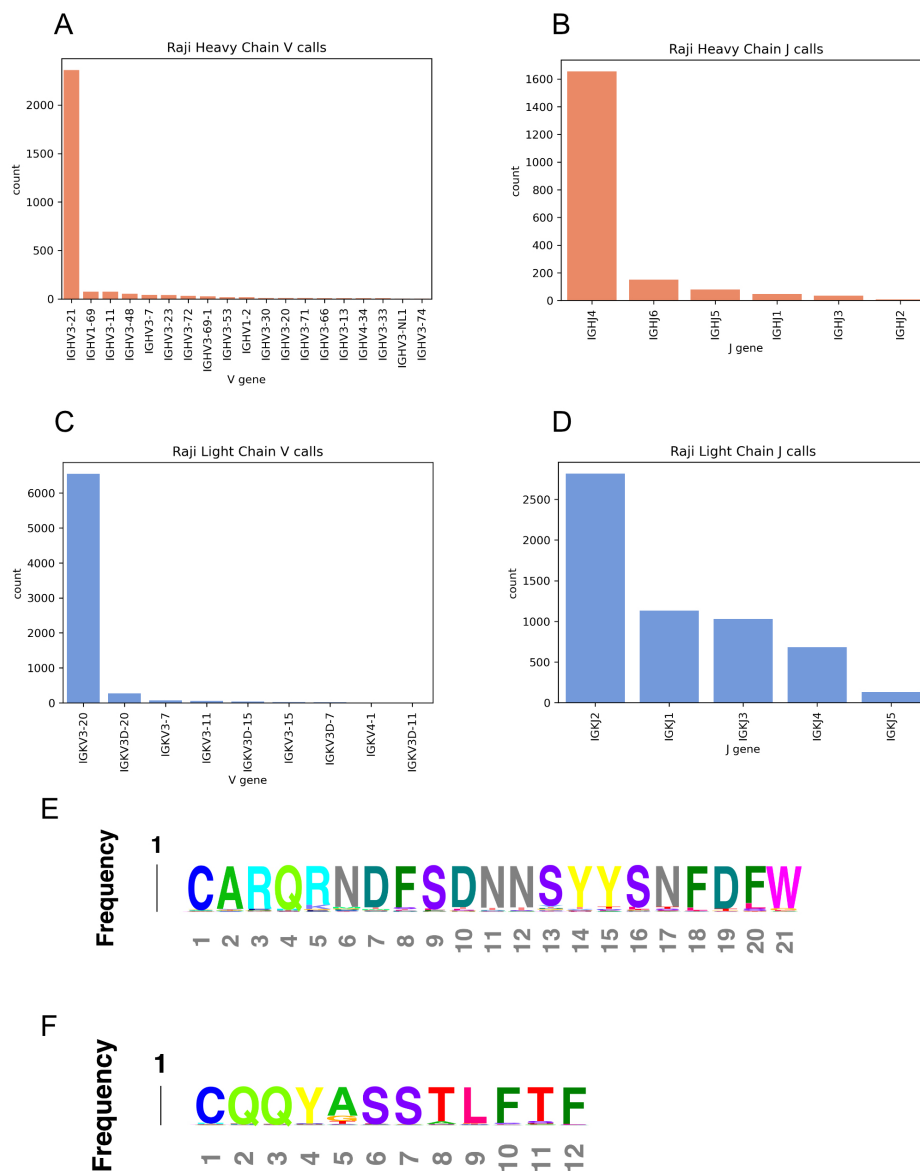 A
Raji Heavy Chain V calls
count
2000
1500
1000
500
0
IGHV3-21
IGHV1-69
IGHV3-11
IGHV3-48
IGHV3-7
IGHV3-23
IGHV3-72
IGHV3-69-1
IGHV3-53
IGHV1-2
IGHV3-30
IGHV3-20
IGHV3-71
IGHV3-66
IGHV3-13
IGHV4-34
IGHV3-33
IGHV3-NL1
IGHV3-74
V gene
B
Raji Heavy Chain J calls
count
1600
1400
1200
1000
800
600
400
200
0
IGHJ4
IGHJ6
IGHJ5
IGHJ1
IGHJ3
IGHJ2
J gene
C
Raji Light Chain V calls
count
6000
5000
4000
3000
2000
1000
0
IGKV3-20
IGKV3D-20
IGKV3-7
IGKV3-11
IGKV3D-15
IGKV3-15
IGKV3D-7
IGKV4-1
IGKV3D-11
V gene
D
Raji Light Chain J calls
count
2500
2000
1500
1000
500
0
IGKJ2
IGKJ1
IGKJ3
IGKJ4
IGKJ5
J gene
E
Frequency
1
CARQRNDFSDNNSYYSNFDFW
1 2 3 4 5 6 7 8 9 10 11 12 13 14 15 16 17 18 19 20 21
F
Frequency
1
CQQYASSTLFTF
1 2 3 4 5 6 7 8 9 10 11 12